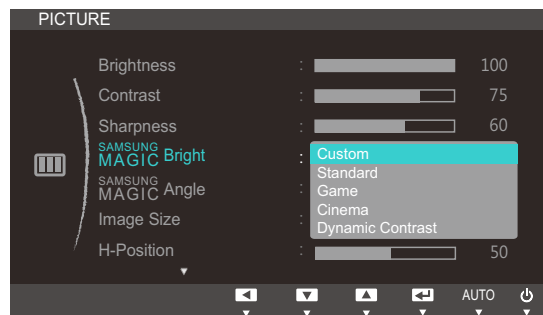 PICTURE
Brightness : 100
Contrast : 75
Sharpness : 60
SAMSUNG
MAGIC Bright : Custom
Standard
SAMSUNG
MAGIC Angle : Game
Cinema
Image Size : Dynamic Contrast
H-Position : 50
AUTO